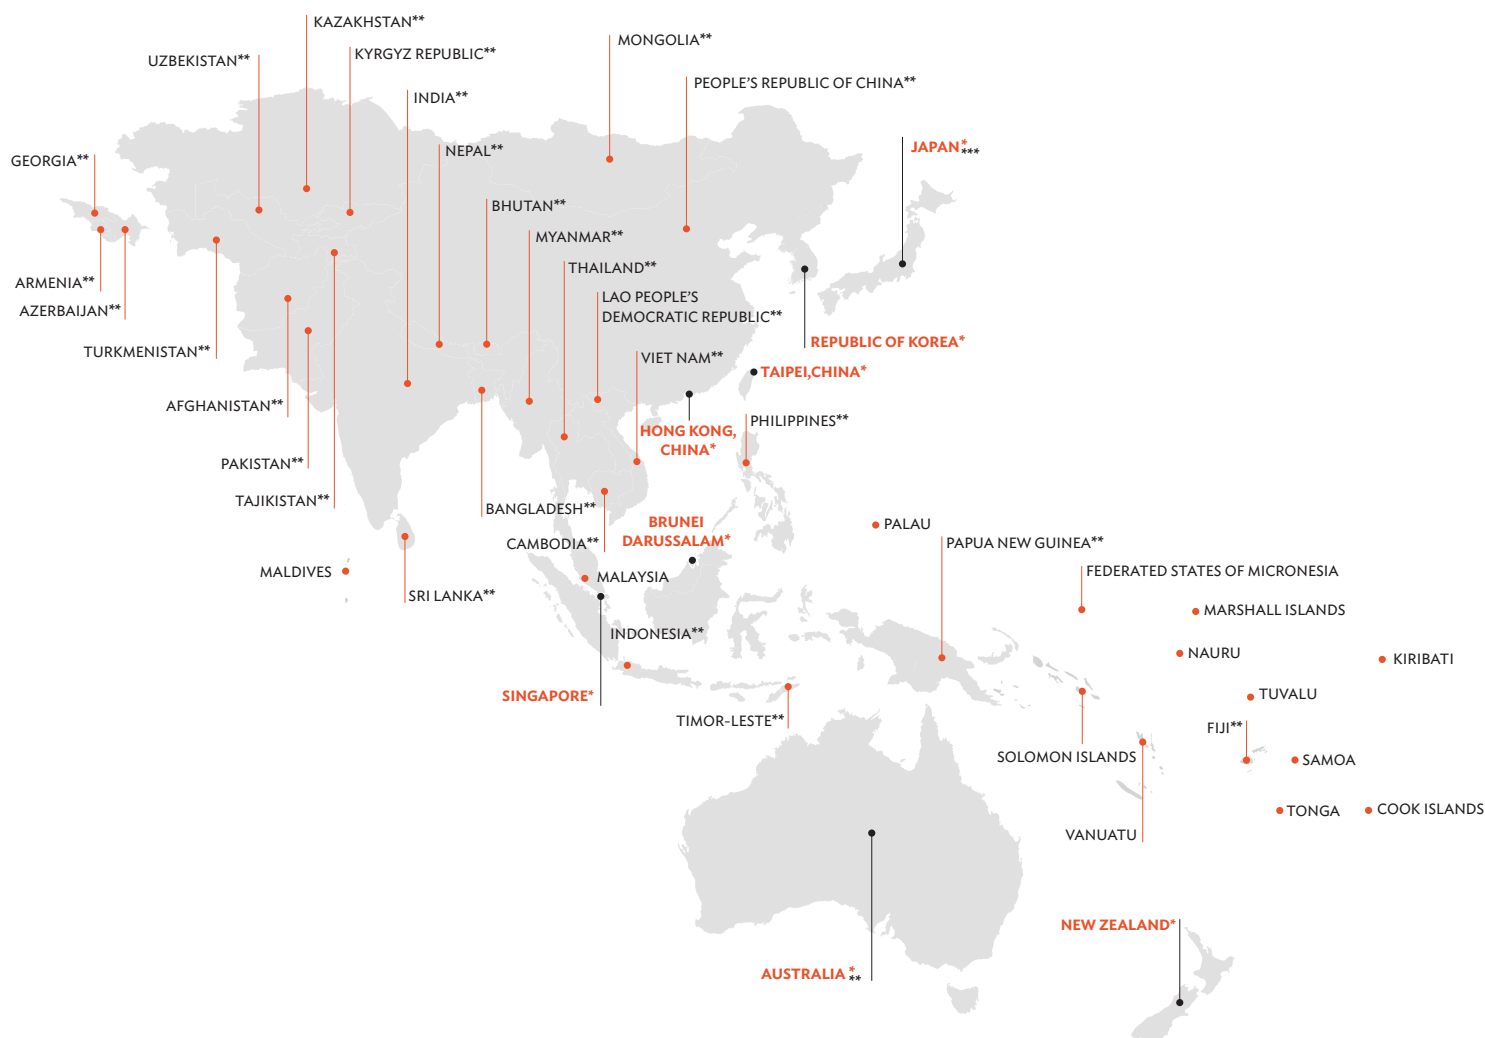 KAZAKHSTAN**
MONGOLIA**
UZBEKISTAN**
KYRGYZ REPUBLIC**
PEOPLE’S REPUBLIC OF CHINA**
INDIA**
JAPAN*
***
NEPAL**
GEORGIA**
BHUTAN**
MYANMAR**
THAILAND**
ARMENIA**
LAO PEOPLE’S
DEMOCRATIC REPUBLIC**
AZERBAIJAN**
REPUBLIC OF KOREA*
TURKMENISTAN**
VIET NAM**
TAIPEI,CHINA*
AFGHANISTAN**
PHILIPPINES**
HONG KONG,
CHINA*
PAKISTAN**
TAJIKISTAN**
BANGLADESH**
BRUNEI
DARUSSALAM*
PALAU
CAMBODIA**
PAPUA NEW GUINEA**
MALDIVES
MALAYSIA
FEDERATED STATES OF MICRONESIA
SRI LANKA**
MARSHALL ISLANDS
INDONESIA**
NAURU
KIRIBATI
SINGAPORE*
TUVALU
TIMOR-LESTE**
FIJI**
SOLOMON ISLANDS
SAMOA
TONGA
COOK ISLANDS
VANUATU
NEW ZEALAND*
AUSTRALIA*
**